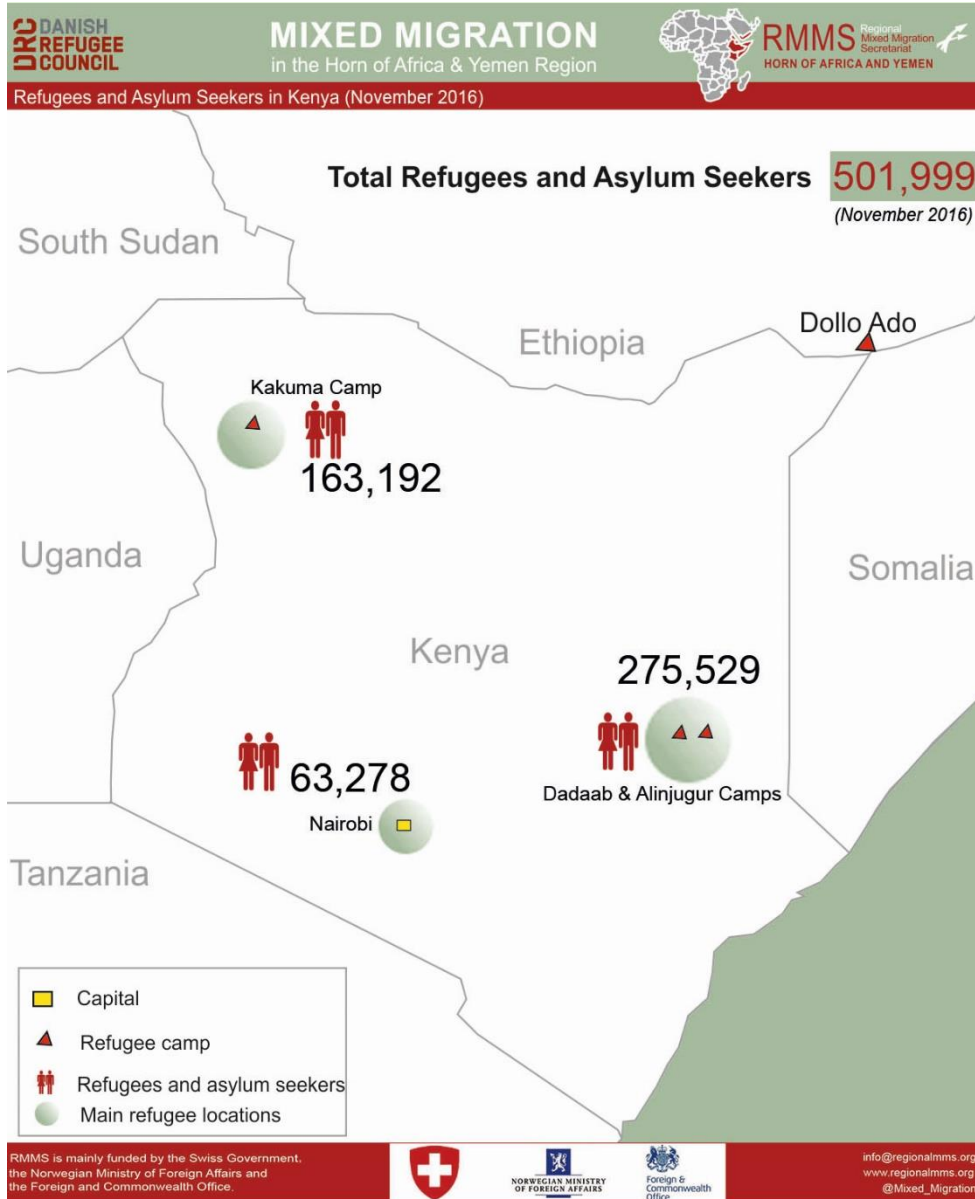 DRC DANISH
REFUGEE
COUNCIL
MIXED MIGRATION
in the Horn of Africa & Yemen Region
RMMS Regional
Mixed Migration
Secretariat
HORN OF AFRICA AND YEMEN
Refugees and Asylum Seekers in Kenya (November 2016)
Total Refugees and Asylum Seekers 501,999
(November 2016)
South Sudan
Ethiopia
Dollo Ado
Kakuma Camp
163,192
Uganda
Somalia
Kenya
275,529
63,278
Dadaab & Alinjugur Camps
Nairobi
Tanzania
Capital
Refugee camp
Refugees and asylum seekers
Main refugee locations
RMMS is mainly funded by the Swiss Government,
the Norwegian Ministry of Foreign Affairs and
the Foreign and Commonwealth Office.
NORWEGIAN MINISTRY
OF FOREIGN AFFAIRS
Foreign &
Commonwealth
Office
info@regionalmms.org
www.regionalmms.org
@Mixed_Migration